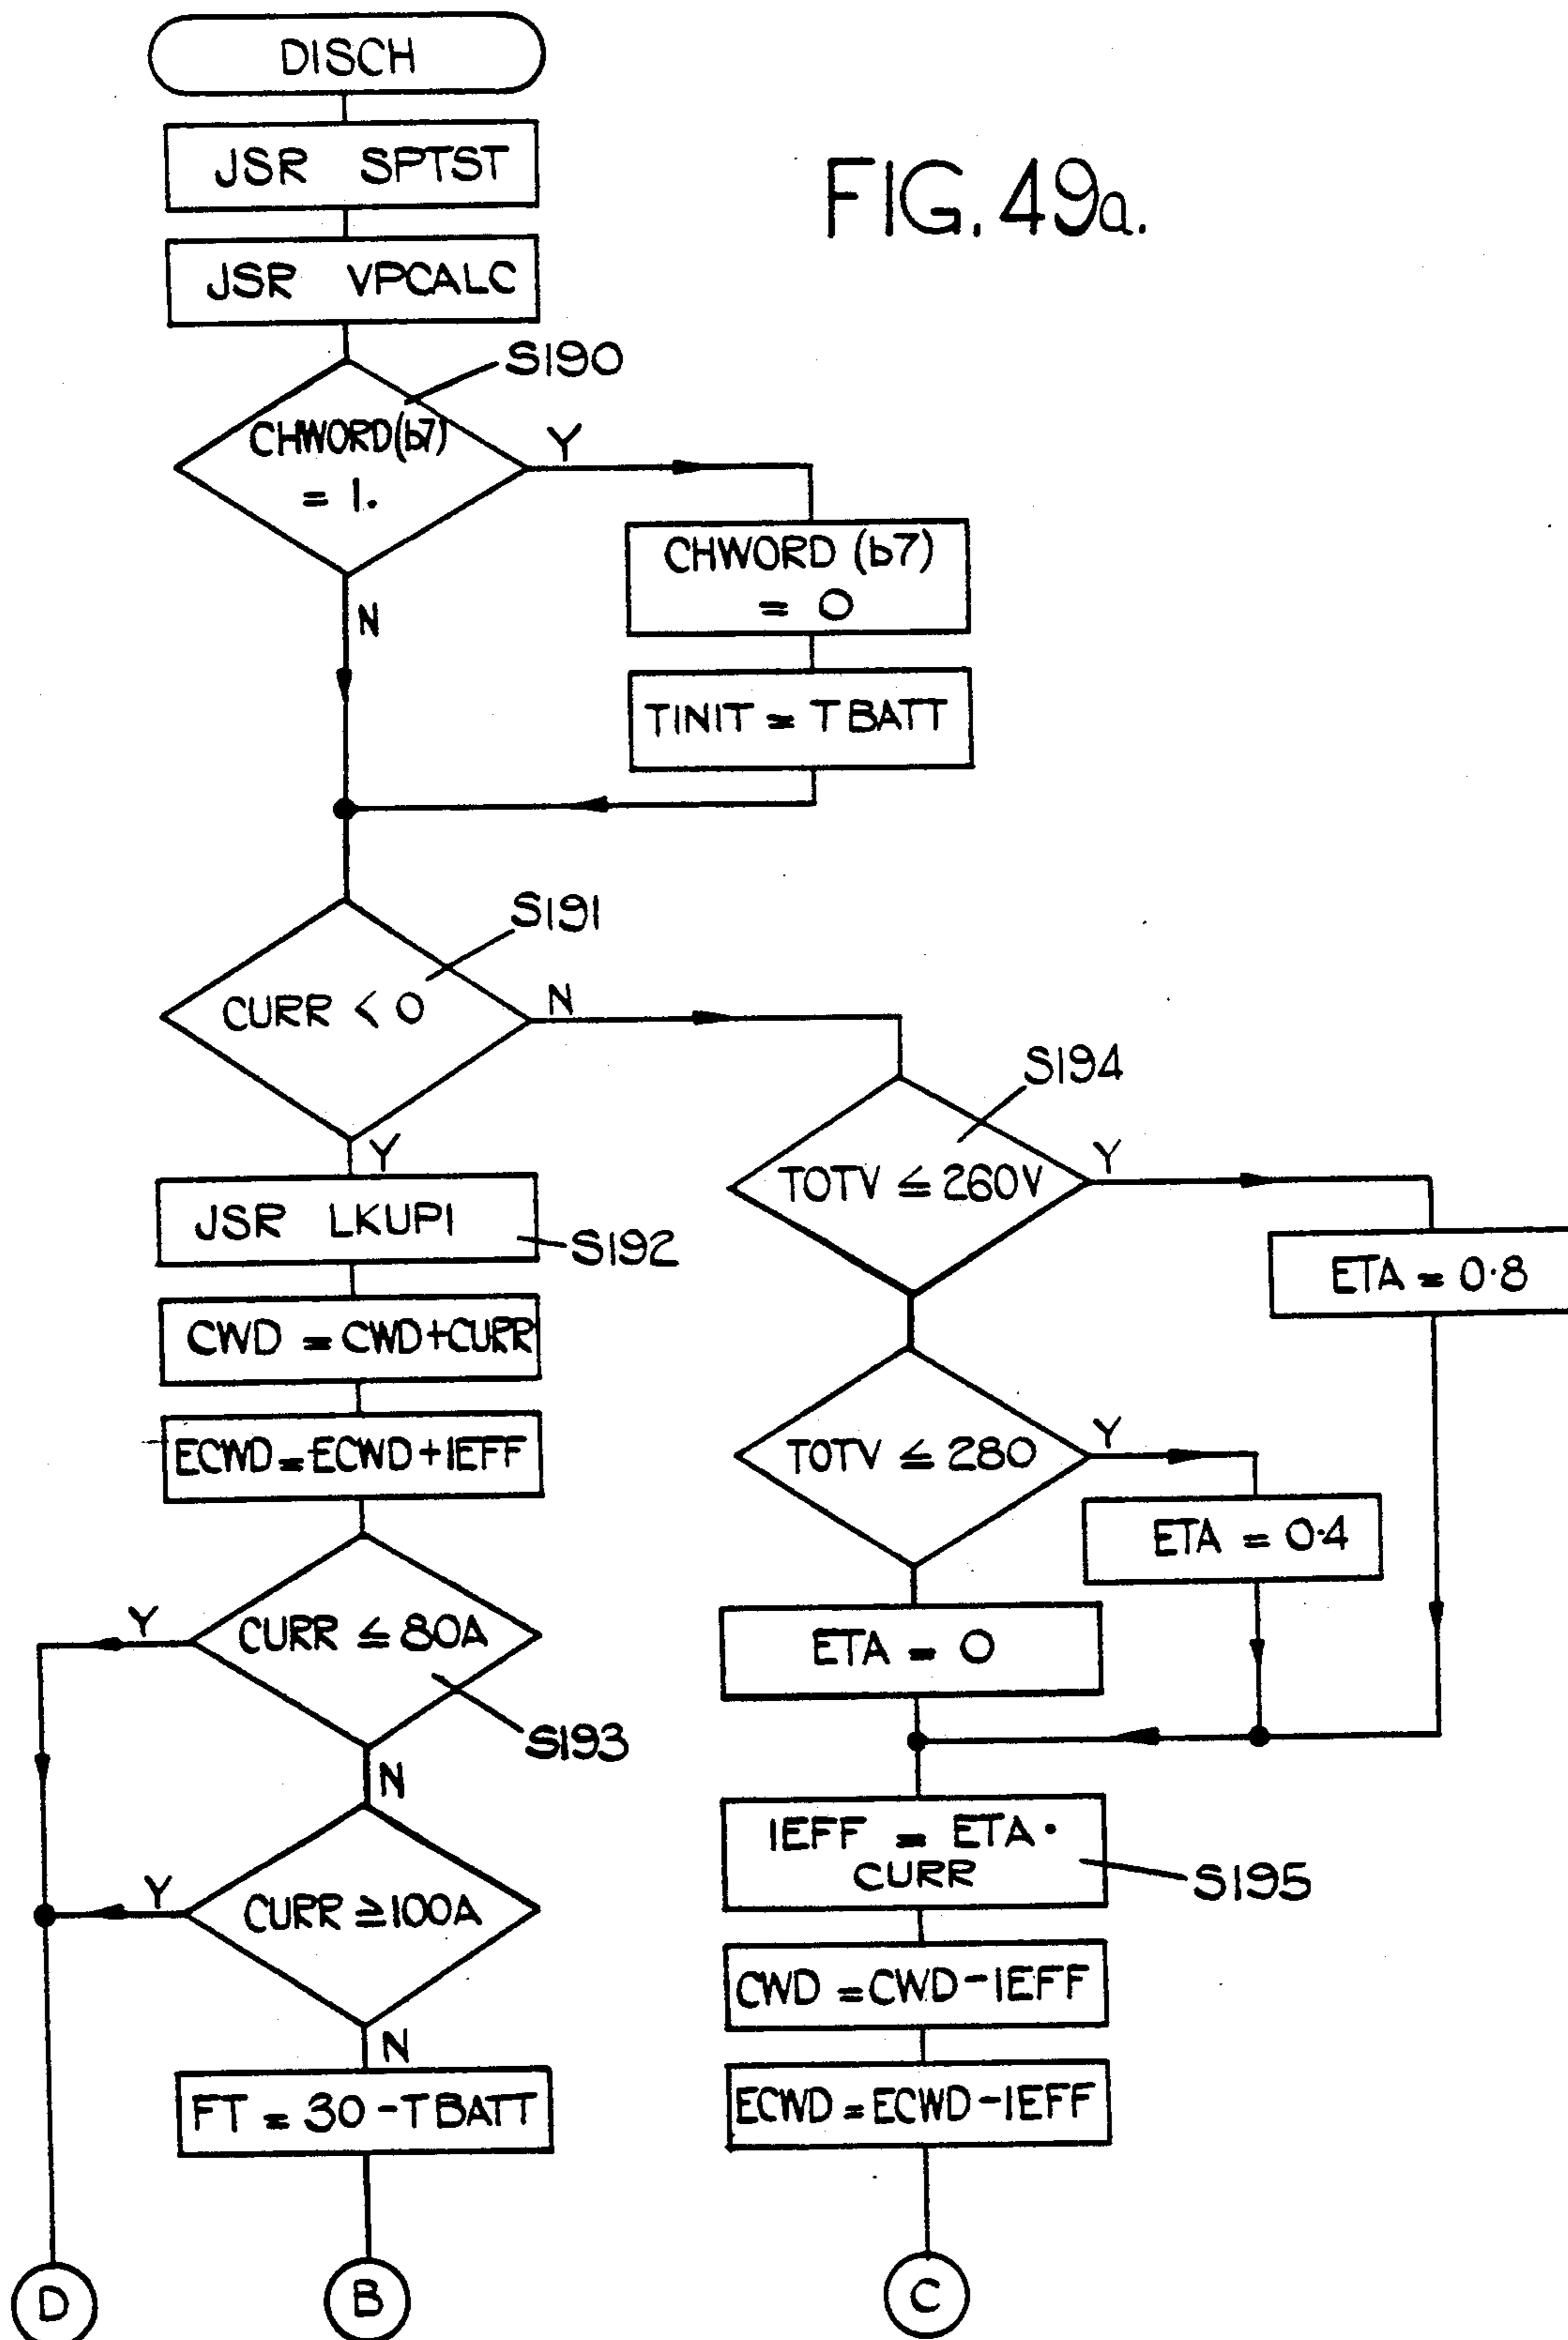 DISCH
JSR SPTST
FIG. 49a.
JSR VPCALC
S190
CHWORD(b7)
= 1.
Y
CHWORD (b7)
= 0
N
TINIT = TBATT
S191
CURR < 0
N
S194
Y
TOTV ≤ 260V
Y
JSR LKUP1
S192
ETA = 0·8
CWD = CWD+CURR
ECWD = ECWD+IEFF
TOTV ≤ 280
Y
ETA = 0·4
CURR ≤ 80A
Y
ETA = 0
S193
N
IEFF = ETA·
CURR
S195
CURR ≥ 100A
Y
CWD = CWD-IEFF
N
FT = 30-TBATT
ECWD = ECWD-IEFF
D
B
C